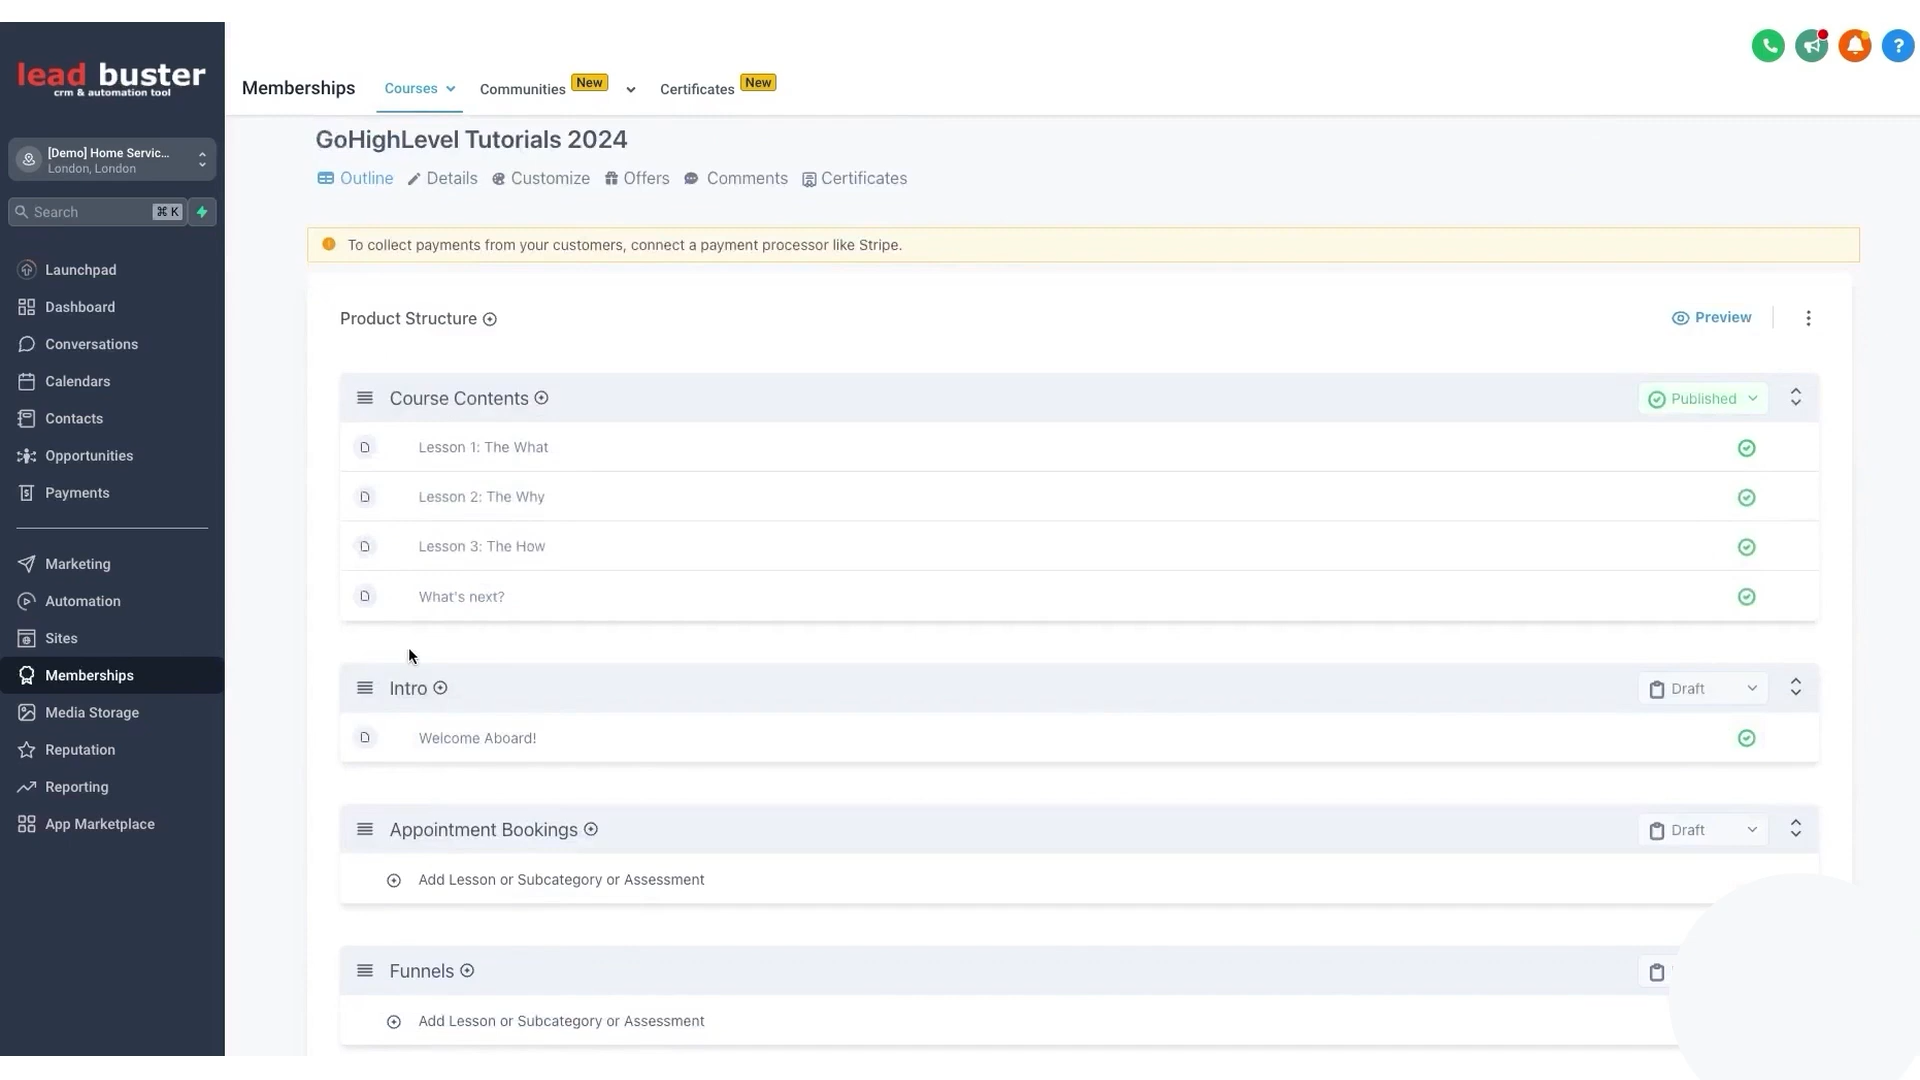 lead buster
crm & automation tool
[Demo] Home Servic...
London, London
Search ⌘ K
Launchpad
Dashboard
Conversations
Calendars
Contacts
Opportunities
Payments
Marketing
Automation
Sites
Memberships
Media Storage
Reputation
Reporting
App Marketplace
Memberships Courses Communities New Certificates New
?
GoHighLevel Tutorials 2024
Outline Details Customize Offers Comments Certificates
To collect payments from your customers, connect a payment processor like Stripe.
Product Structure Preview
Course Contents Published
Lesson 1: The What
Lesson 2: The Why
Lesson 3: The How
What's next?
Intro Draft
Welcome Aboard!
Appointment Bookings Draft
Add Lesson or Subcategory or Assessment
Funnels
Add Lesson or Subcategory or Assessment